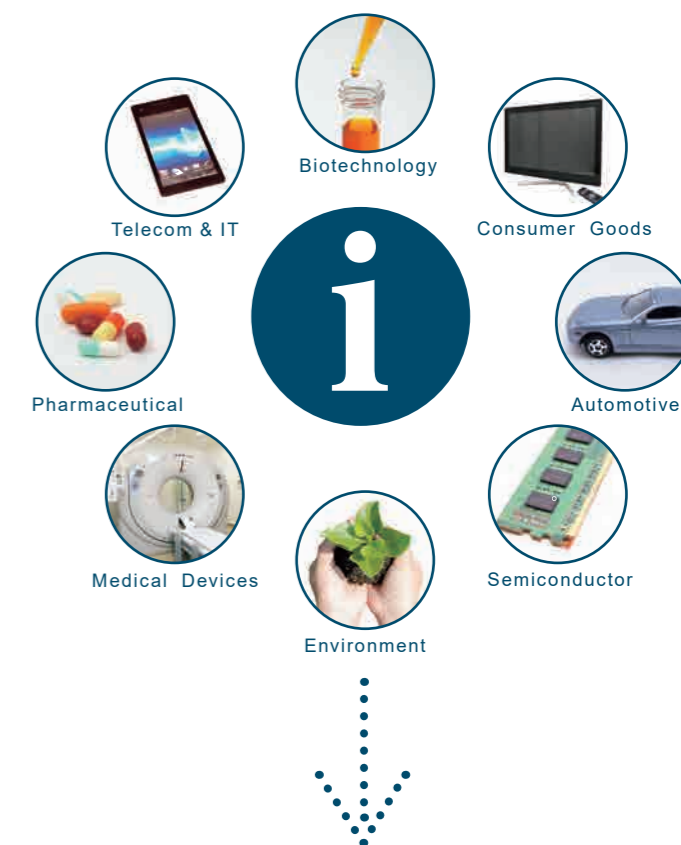 Biotechnology
Telecom & IT
Consumer Goods
i
Pharmaceutical
Automotive
Medical Devices
Semiconductor
Environment